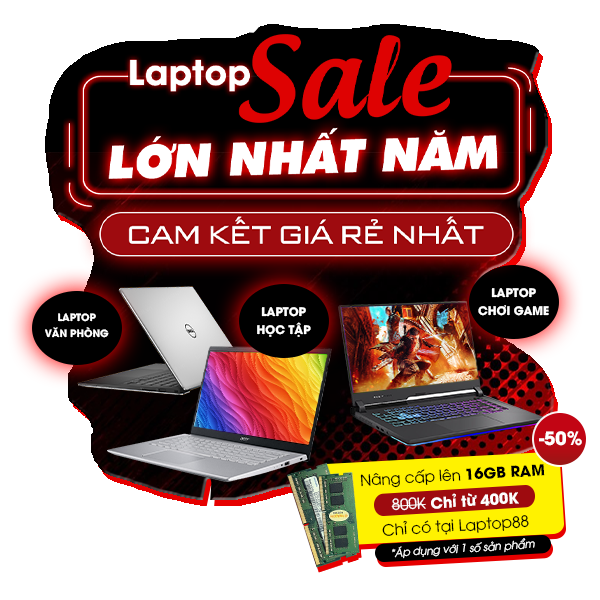 Laptop Sale
LỚN NHẤT NĂM
CAM KẾT GIÁ RẺ NHẤT
LAPTOP
VĂN PHÒNG
LAPTOP
HỌC TẬP
LAPTOP
CHƠI GAME
DELL
acer
-50%
Nâng cấp lên 16GB RAM
800K Chỉ từ 400K
Chỉ có tại Laptop88
*Áp dụng với 1 số sản phẩm